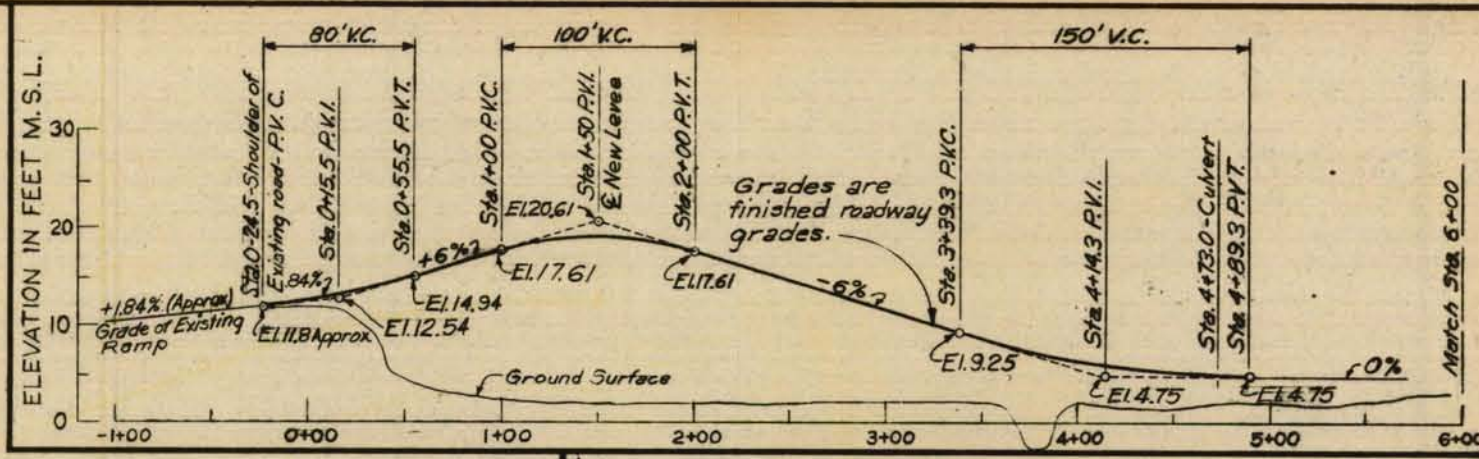 80' V.C.
100' V.C.
150' V.C.
ELEVATION IN FEET M.S.L.
30
20
10
0
Sta. 0-24.5-Shoulder of
Existing road- P.V.C.
Sta. 0+15.5 P.V.I.
Sta. 0+55.5 P.V.T.
Sta. 1+00 P.V.C.
Sta. 1+50 P.V.I.
℄ New Levee
Sta. 2+00 P.V.T.
Sta. 3+39.3 P.V.C.
Sta. 4+14.3 P.V.I.
Sta. 4+73.0-Culvert
Sta. 4+89.3 P.V.T.
Match Sta. 6+00
El.20.61
Grades are
finished roadway
grades.
+6%
1.84%
El.17.61
El.17.61
-6%
El.14.94
+1.84% (Approx)
Grade of Existing
Ramp
El.11.8 Approx.
El.12.54
El.9.25
El.4.75
El.4.75
0%
Ground Surface
-1+00
0+00
1+00
2+00
3+00
4+00
5+00
6+00